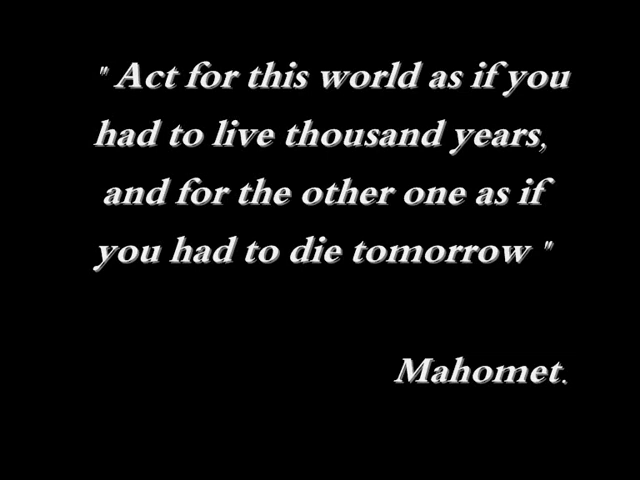 " Act for this world as if you
had to live thousand years,
and for the other one as if
you had to die tomorrow "
Mahomet.